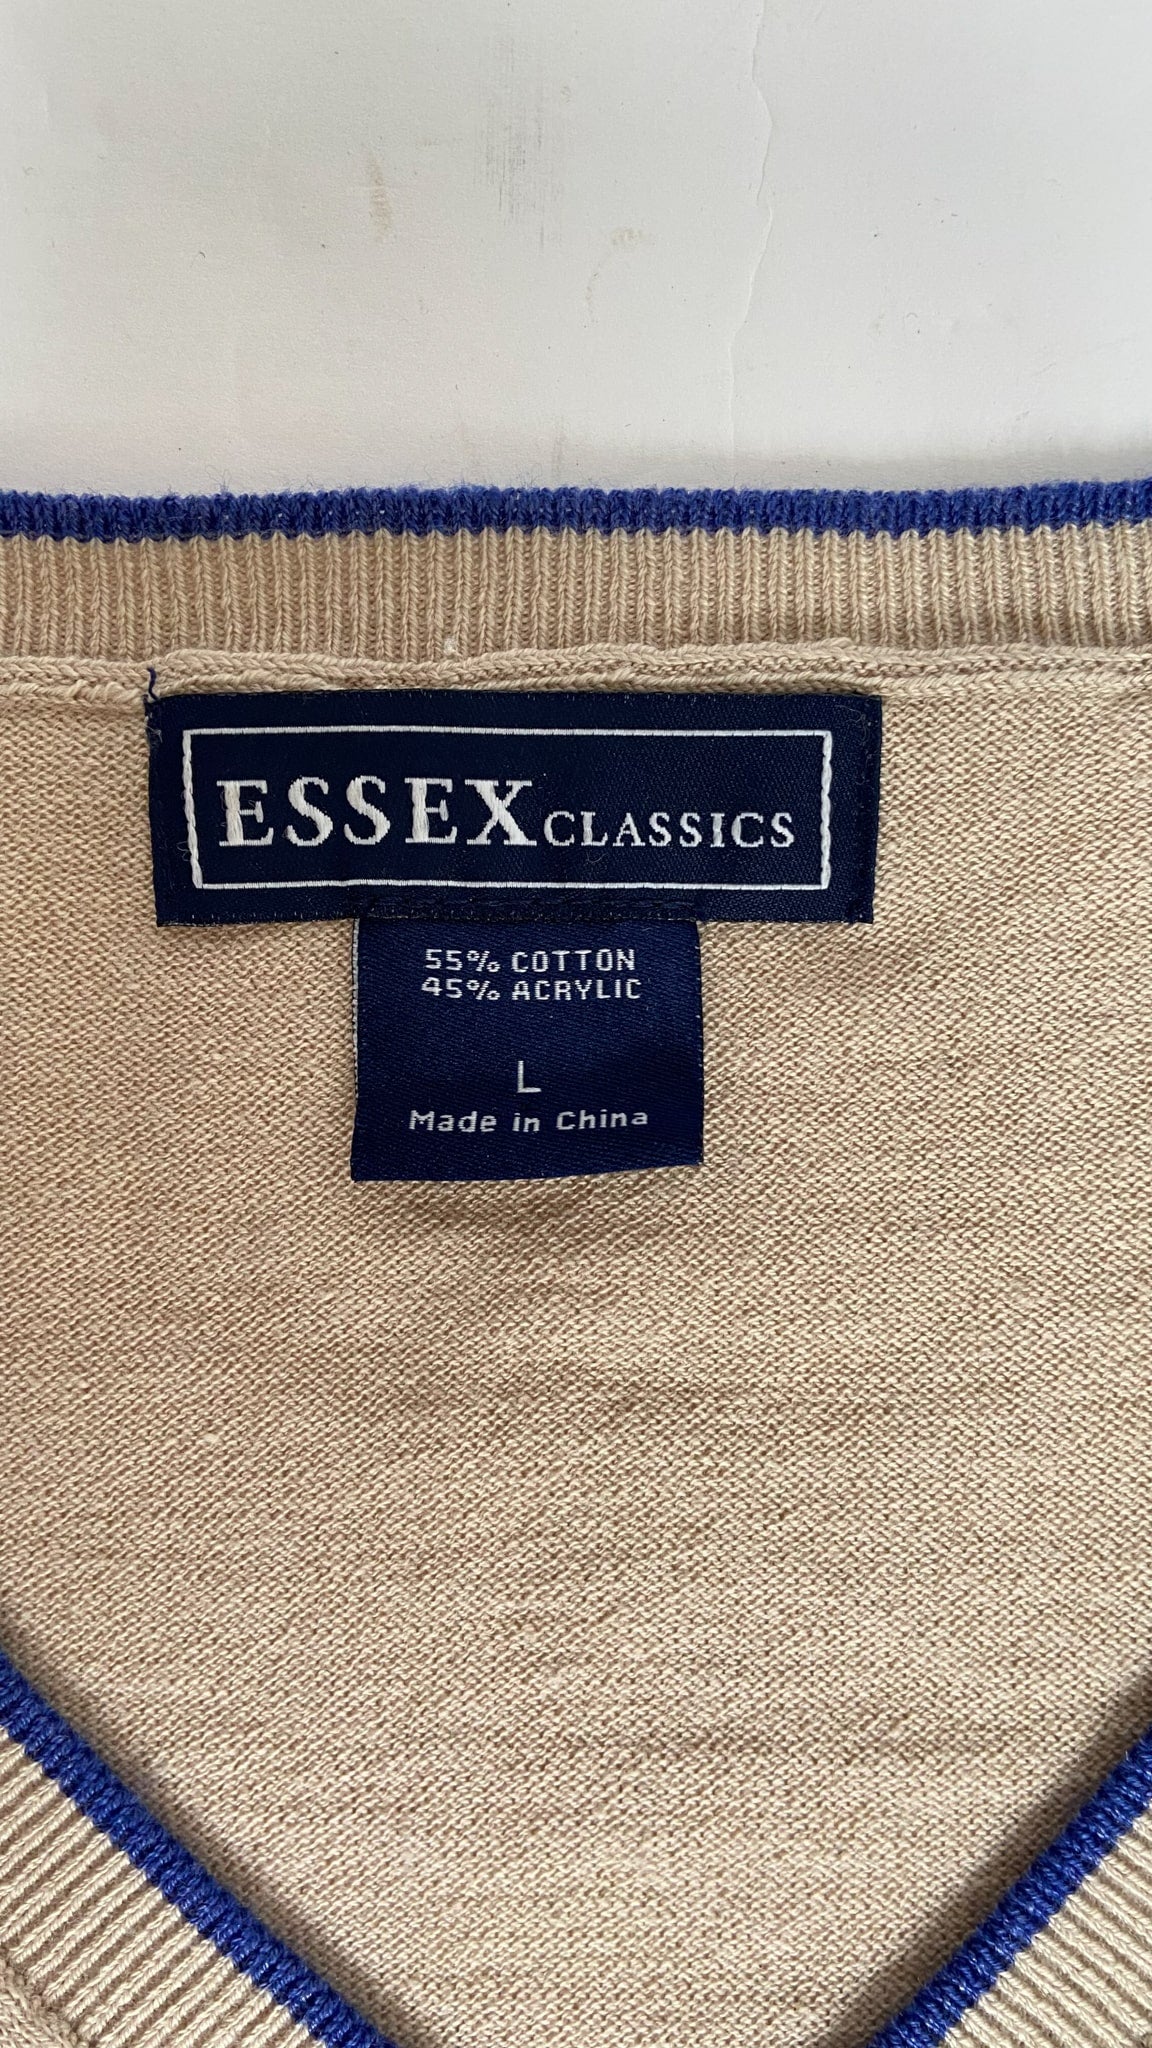 ESSEX CLASSICS
55% COTTON
45% ACRYLIC
L
Made in China